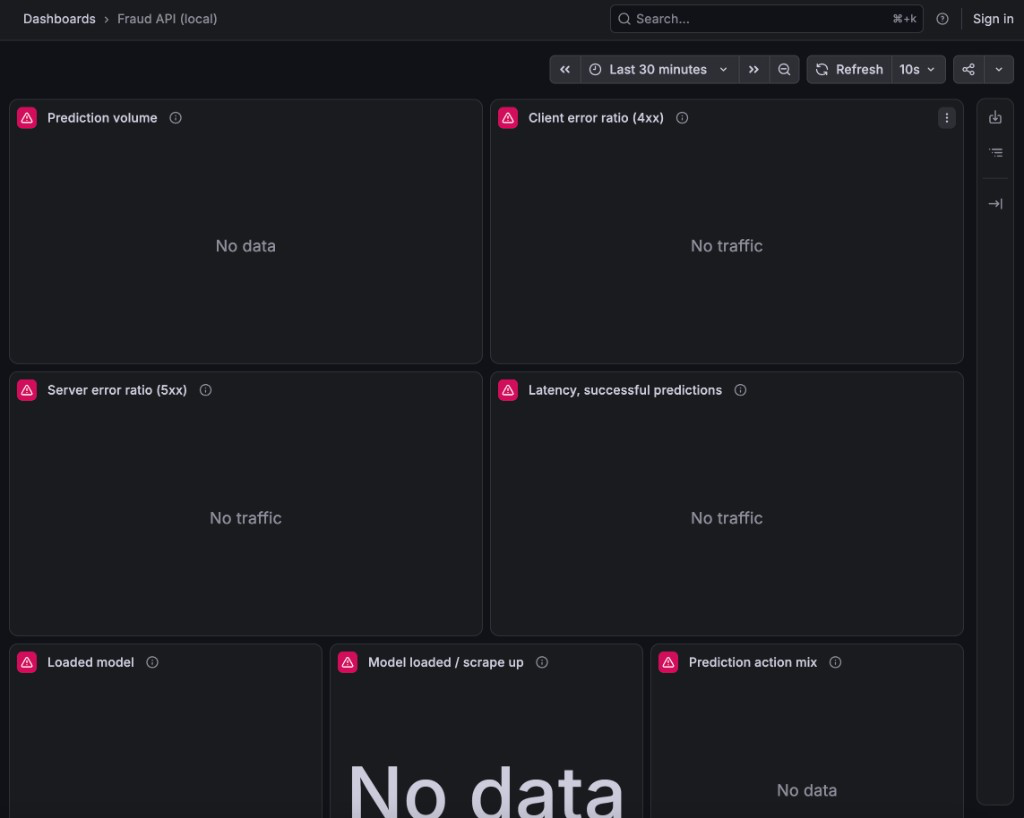 Dashboards › Fraud API (local)
Search... ⌘+k
Sign in
Last 30 minutes
Refresh 10s
Prediction volume
No data
Client error ratio (4xx)
No traffic
Server error ratio (5xx)
No traffic
Latency, successful predictions
No traffic
Loaded model
Model loaded / scrape up
No data
Prediction action mix
No data